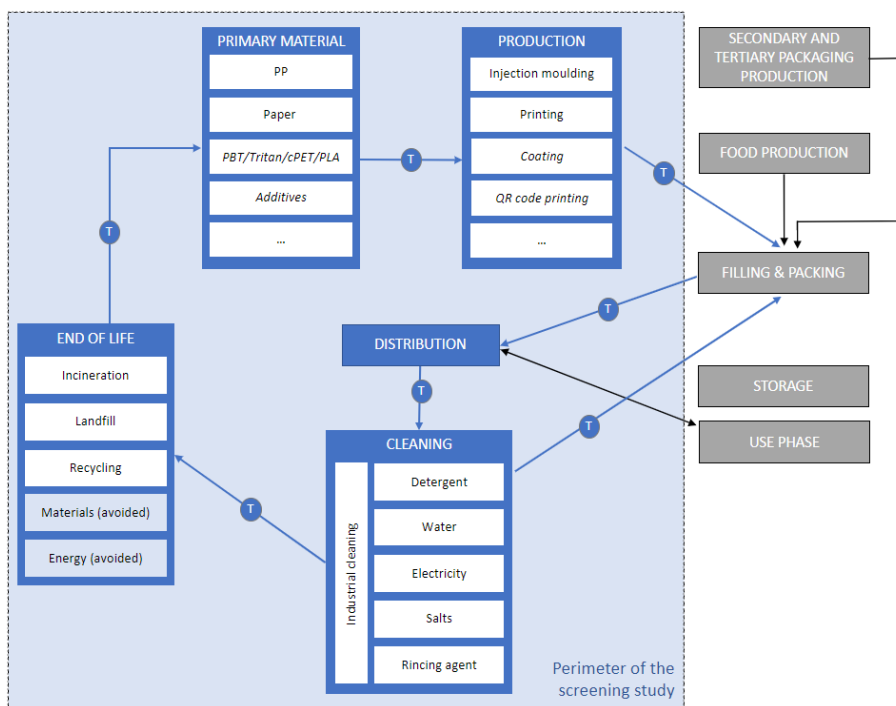 PRIMARY MATERIAL
PP
Paper
PBT/Tritan/cPET/PLA
Additives
...
T
PRODUCTION
Injection moulding
Printing
Coating
QR code printing
...
T
SECONDARY AND
TERTIARY PACKAGING
PRODUCTION
FOOD PRODUCTION
FILLING & PACKING
T
T
END OF LIFE
Incineration
Landfill
Recycling
Materials (avoided)
Energy (avoided)
DISTRIBUTION
T
STORAGE
USE PHASE
T
CLEANING
Industrial cleaning
Detergent
Water
Electricity
Salts
Rincing agent
T
Perimeter of the
screening study